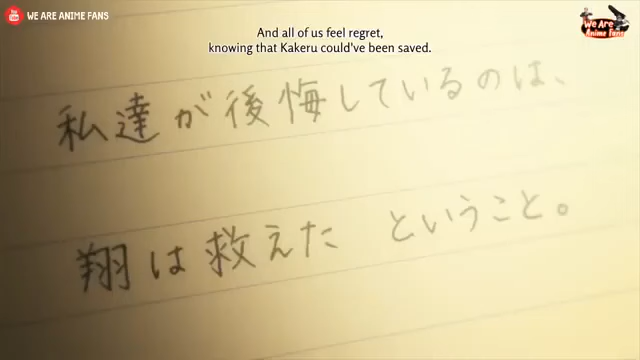 WE ARE ANIME FANS
We Are
Anime Fans
And all of us feel regret,
knowing that Kakeru could've been saved.
私達が後悔しているのは、
翔は救えた ということ。